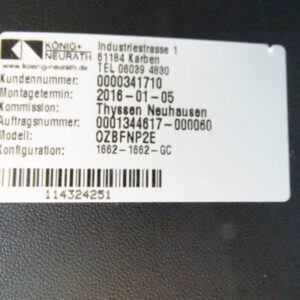 KÖNIG+ Industriestrasse 1
NEURATH 61184 Karben
www.koenig-neurath.de TEL 06039 4830
Kundennummer: 0000341710
Montagetermin: 2016-01-05
Kommission: Thyssen Neuhausen
Auftragsnummer: 0001344617-000060
Modell: OZBFNP2E
Konfiguration: 1662-1662-GC
114324251